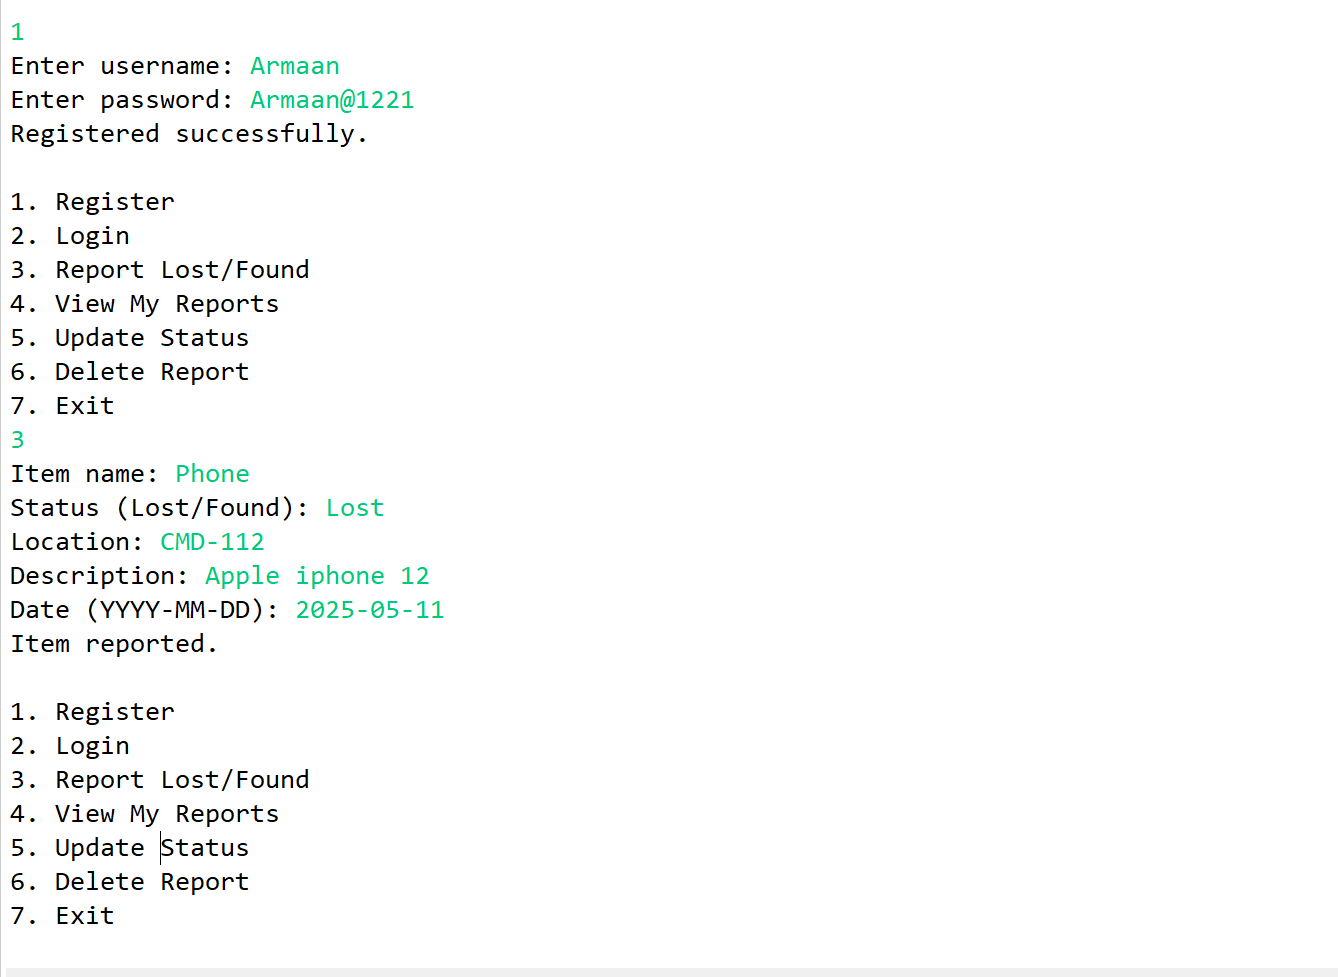 1
Enter username: Armaan
Enter password: Armaan@1221
Registered successfully.
1. Register
2. Login
3. Report Lost/Found
4. View My Reports
5. Update Status
6. Delete Report
7. Exit
3
Item name: Phone
Status (Lost/Found): Lost
Location: CMD-112
Description: Apple iphone 12
Date (YYYY-MM-DD): 2025-05-11
Item reported.
1. Register
2. Login
3. Report Lost/Found
4. View My Reports
5. Update Status
6. Delete Report
7. Exit